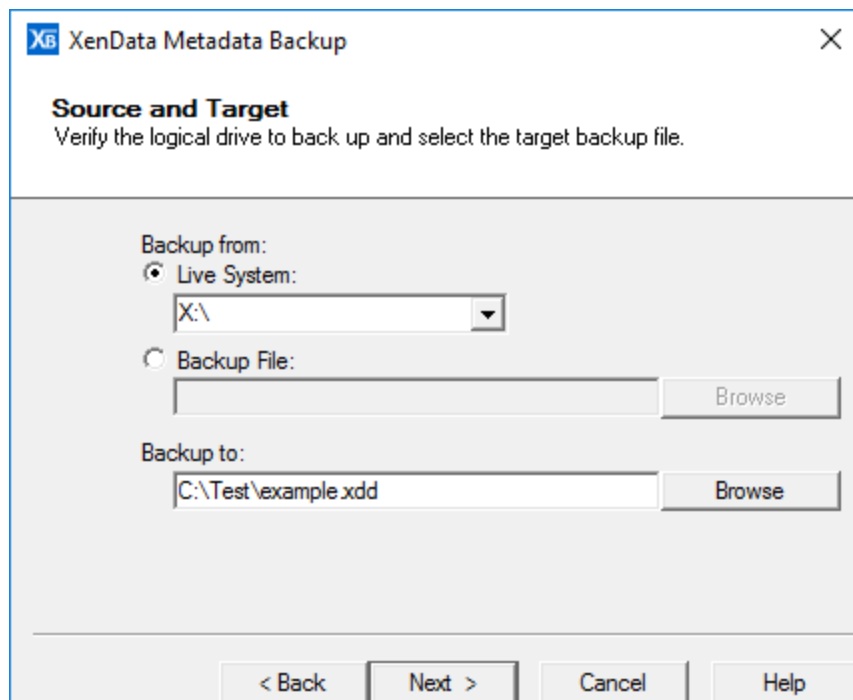 XB XenData Metadata Backup
Source and Target
Verify the logical drive to back up and select the target backup file.
Backup from:
Live System:
X:\
Backup File:
Browse
Backup to:
C:\Test\example.xdd
Browse
< Back Next > Cancel Help